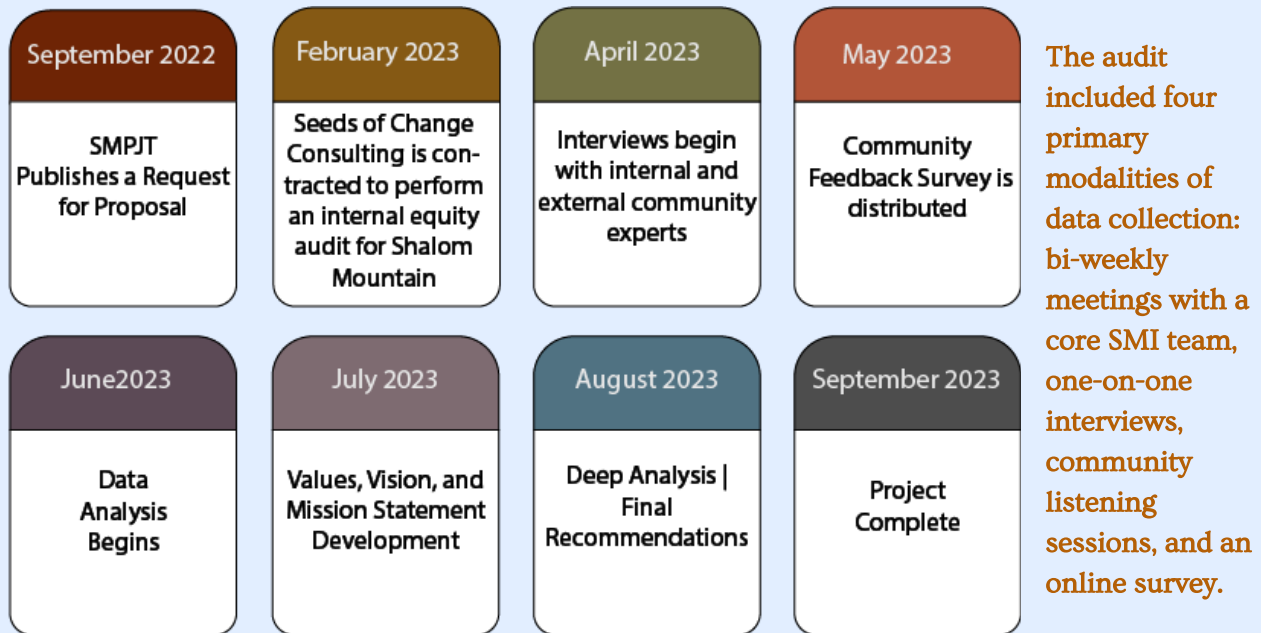 September 2022
SMPJT
Publishes a Request
for Proposal
February 2023
Seeds of Change
Consulting is con-
tracted to perform
an internal equity
audit for Shalom
Mountain
April 2023
Interviews begin
with internal and
external community
experts
May 2023
Community
Feedback Survey is
distributed
June2023
Data
Analysis
Begins
July 2023
Values, Vision, and
Mission Statement
Development
August 2023
Deep Analysis |
Final
Recommendations
September 2023
Project
Complete
The audit
included four
primary
modalities of
data collection:
bi-weekly
meetings with a
core SMI team,
one-on-one
interviews,
community
listening
sessions, and an
online survey.